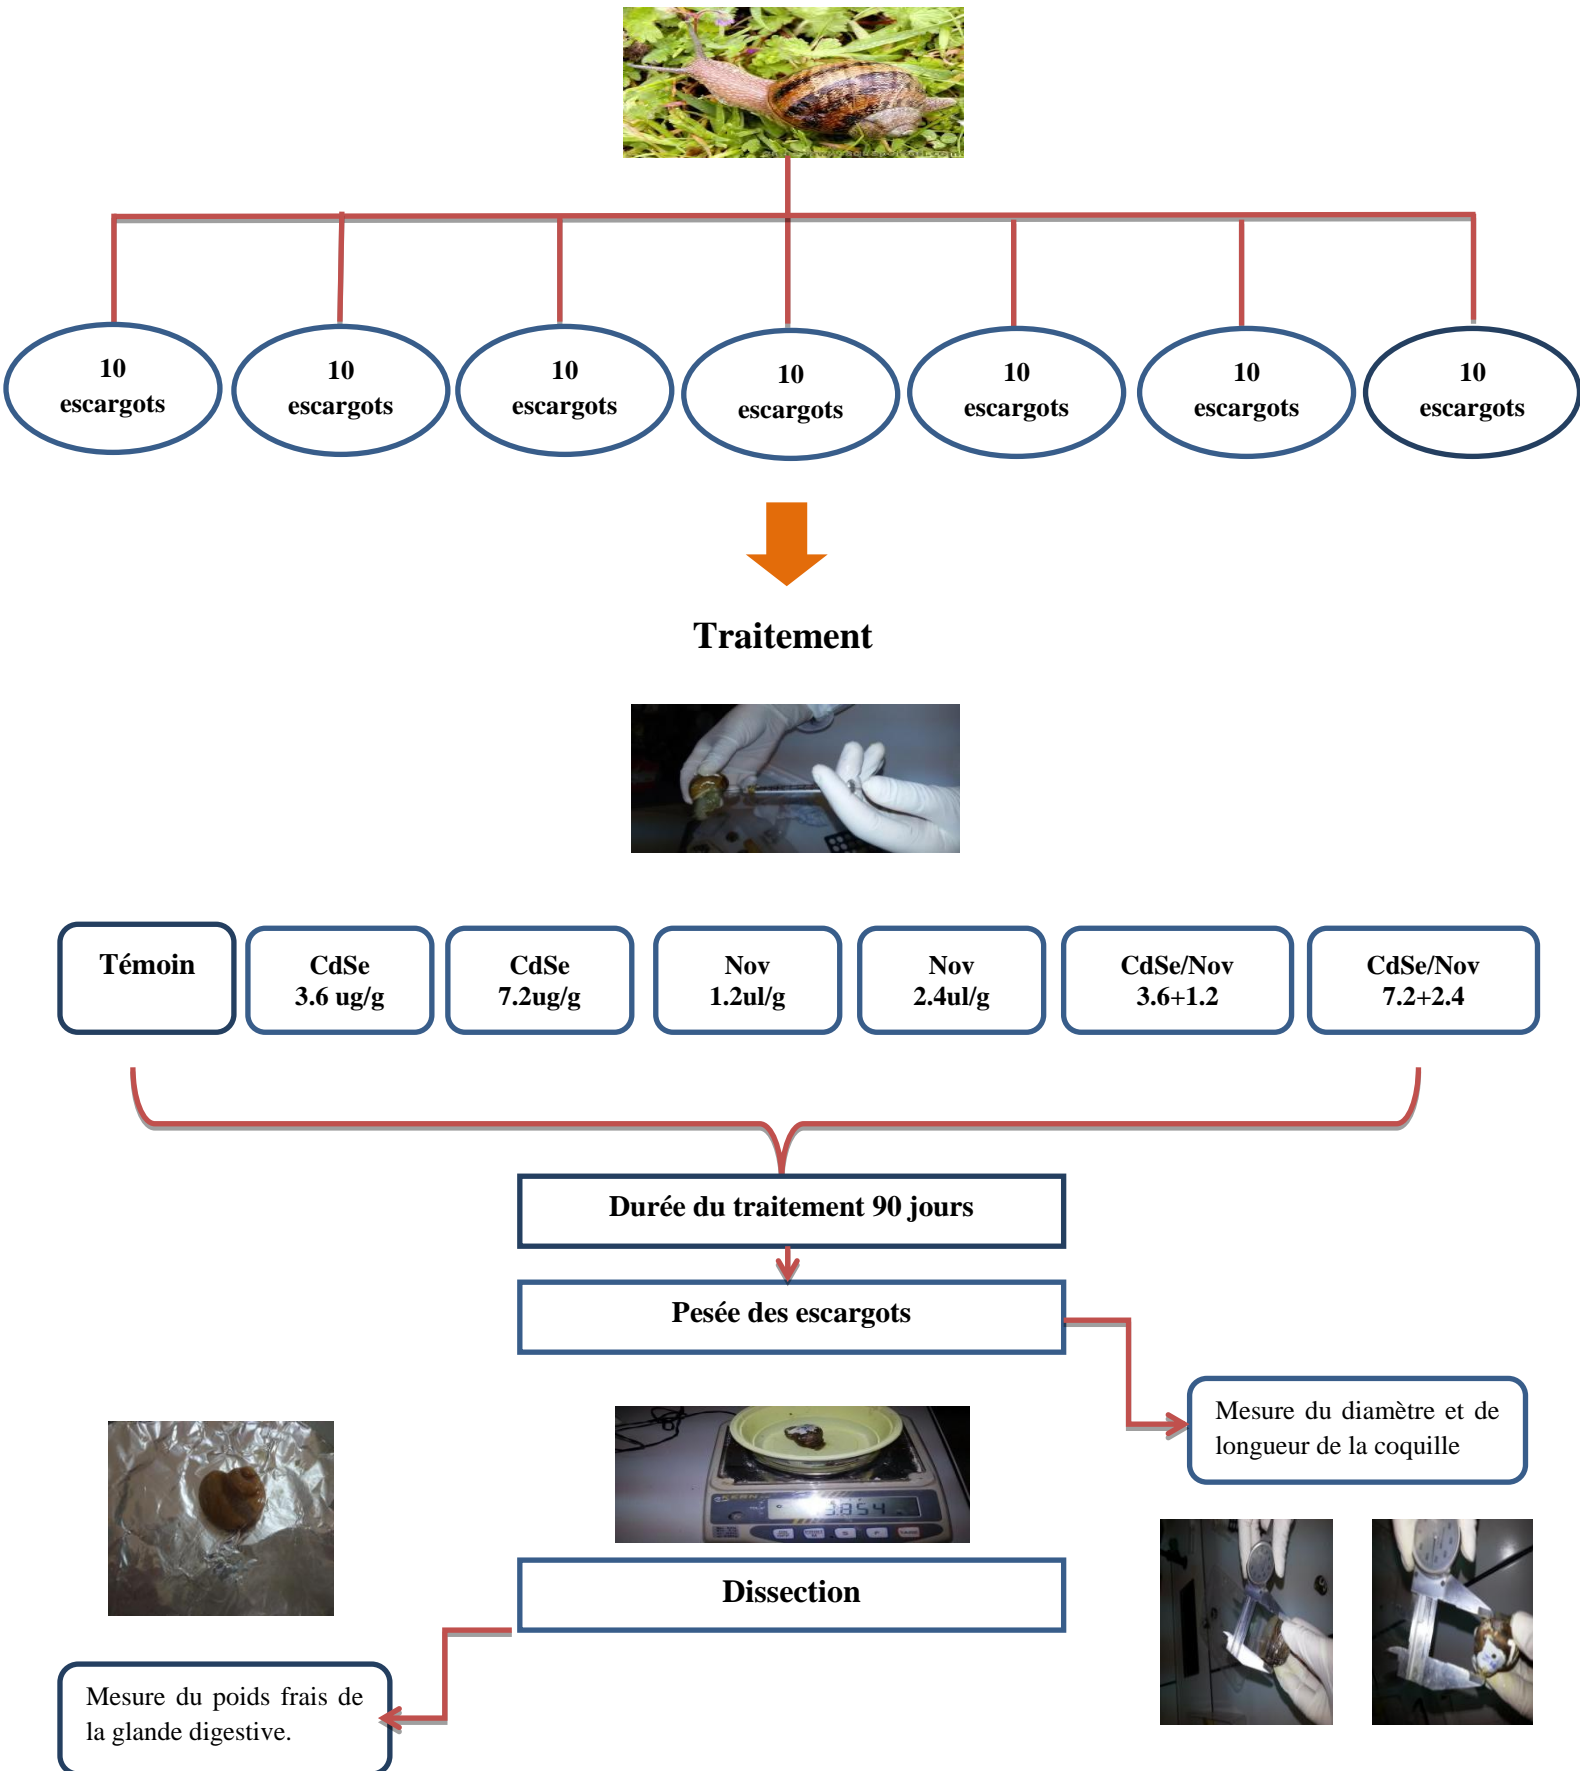 10
escargots
10
escargots
10
escargots
10
escargots
10
escargots
10
escargots
10
escargots
Traitement
Témoin
CdSe
3.6 ug/g
CdSe
7.2ug/g
Nov
1.2ul/g
Nov
2.4ul/g
CdSe/Nov
3.6+1.2
CdSe/Nov
7.2+2.4
Durée du traitement 90 jours
Pesée des escargots
Mesure du diamètre et de
longueur de la coquille
KERN
3854
Dissection
Mesure du poids frais de
la glande digestive.